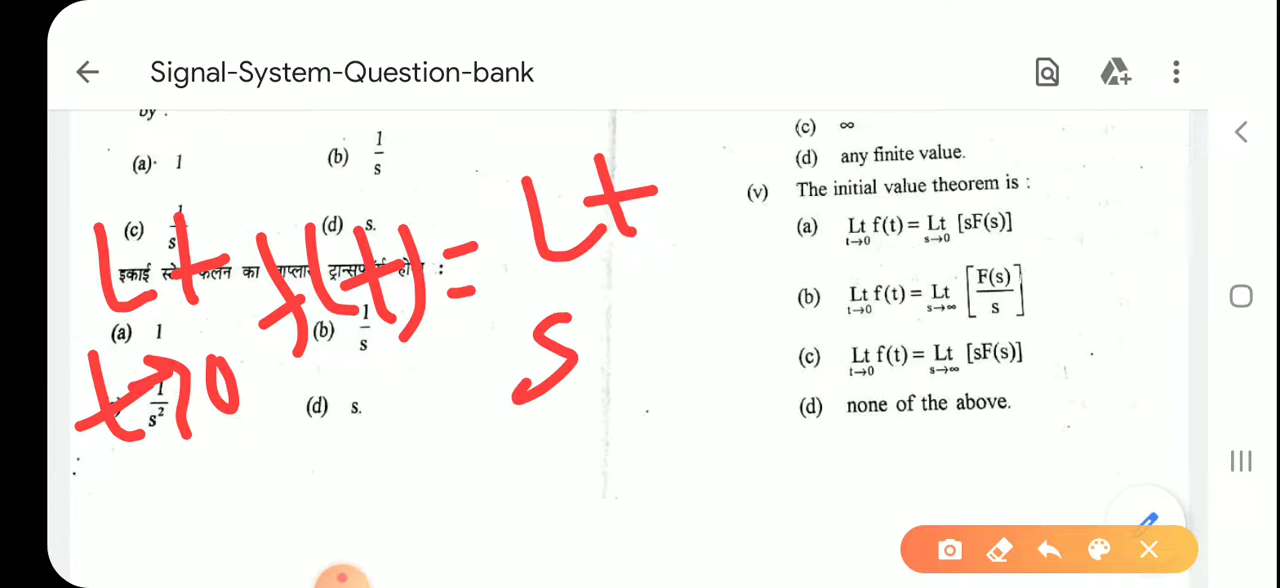 Signal-System-Question-bank
by :
(a) 1
(b) 1/s
(c)
(d) s.
इकाई फलन का होता :
(a) 1
(b) 1/s
1/s²
(d) s.
Lt f(t) = Lt
t→0 s
(c) ∞
(d) any finite value.
(v) The initial value theorem is :
(a) Lt t→0 f(t) = Lt s→0 [sF(s)]
(b) Lt t→0 f(t) = Lt s→∞ [F(s)/s]
(c) Lt t→0 f(t) = Lt s→∞ [sF(s)]
(d) none of the above.